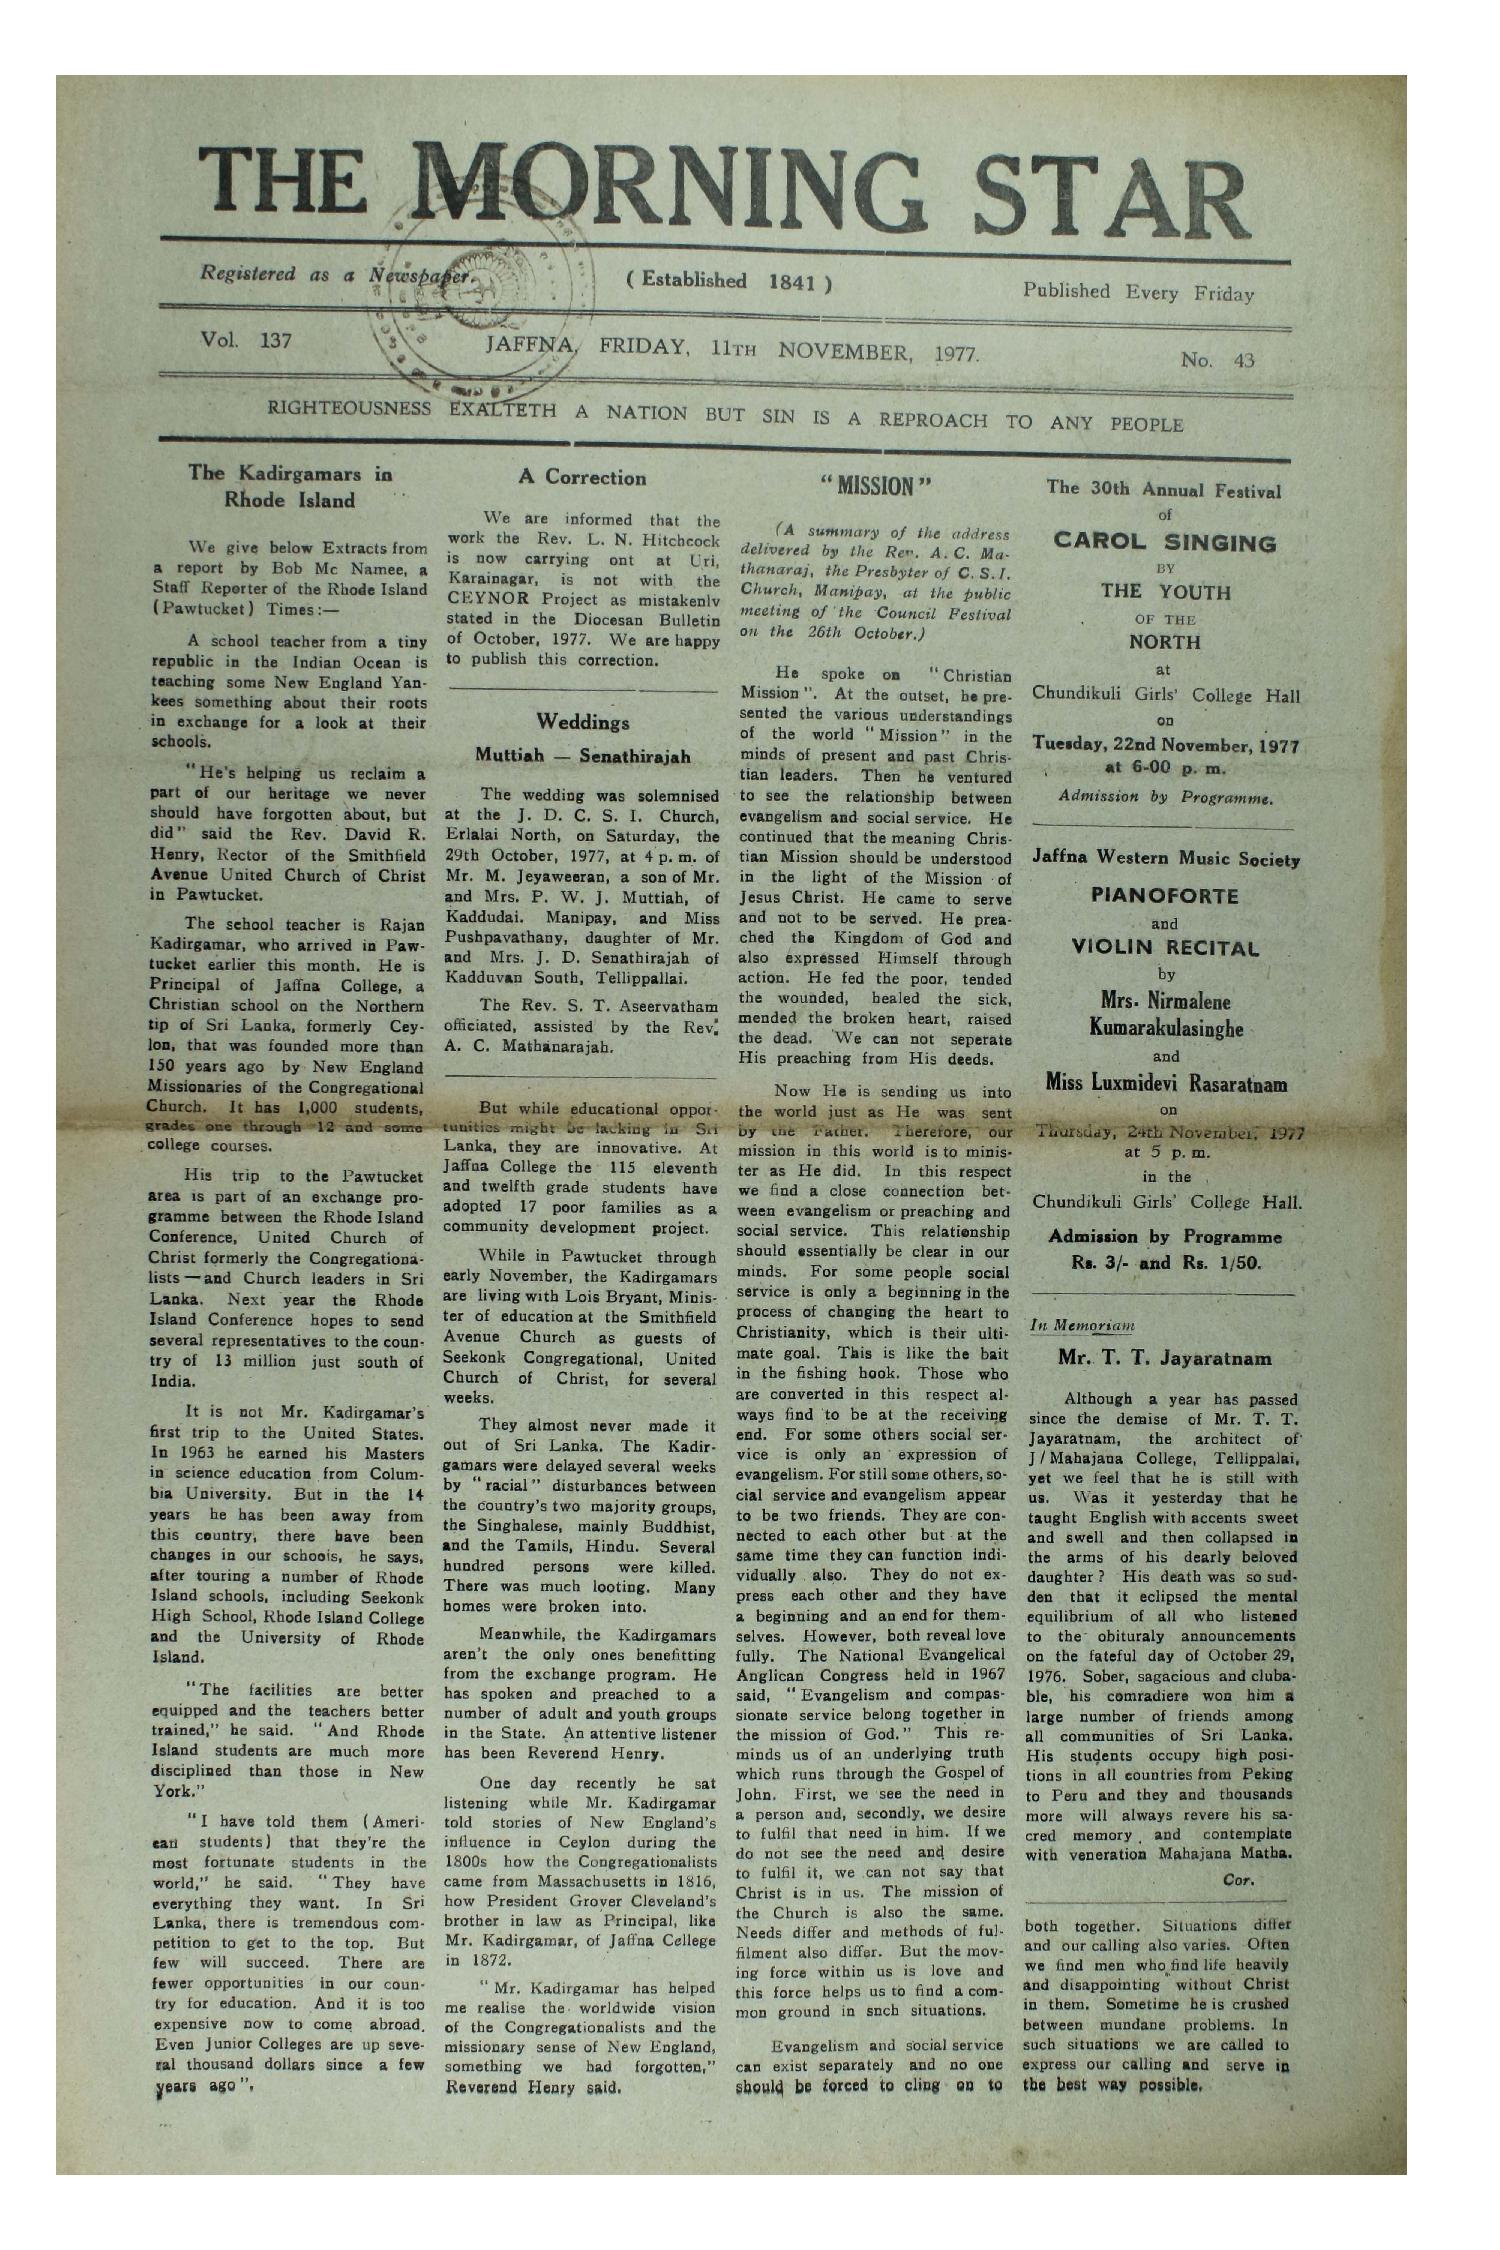 THE MORNING STAR
Registered as a Newspaper.
( Established 1841 )
Published Every Friday
Vol. 137
JAFFNA, FRIDAY, 11TH NOVEMBER, 1977.
No. 43
RIGHTEOUSNESS EXALTETH A NATION BUT SIN IS A REPROACH TO ANY PEOPLE
The Kadirgamars in
Rhode Island
We give below Extracts from
a report by Bob Mc Namee, a
Staff Reporter of the Rhode Island
(Pawtucket) Times:—
A school teacher from a tiny
republic in the Indian Ocean is
teaching some New England Yan-
kees something about their roots
in exchange for a look at their
schools.
"He's helping us reclaim a
part of our heritage we never
should have forgotten about, but
did" said the Rev. David R.
Henry, Rector of the Smithfield
Avenue United Church of Christ
in Pawtucket.
The school teacher is Rajan
Kadirgamar, who arrived in Paw-
tucket earlier this month. He is
Principal of Jaffna College, a
Christian school on the Northern
tip of Sri Lanka, formerly Cey-
lon, that was founded more than
150 years ago by New England
Missionaries of the Congregational
Church. It has 1,000 students,
grades one through 12 and some
college courses.
His trip to the Pawtucket
area is part of an exchange pro-
gramme between the Rhode Island
Conference, United Church of
Christ formerly the Congregationa-
lists — and Church leaders in Sri
Lanka. Next year the Rhode
Island Conference hopes to send
several representatives to the coun-
try of 13 million just south of
India.
It is not Mr. Kadirgamar's
first trip to the United States.
In 1963 he earned his Masters
in science education from Colum-
bia University. But in the 14
years he has been away from
this country, there have been
changes in our schools, he says,
after touring a number of Rhode
Island schools, including Seekonk
High School, Rhode Island College
and the University of Rhode
Island.
"The facilities are better
equipped and the teachers better
trained," he said. "And Rhode
Island students are much more
disciplined than those in New
York."
"I have told them (Ameri-
can students) that they're the
most fortunate students in the
world," he said. "They have
everything they want. In Sri
Lanka, there is tremendous com-
petition to get to the top. But
few will succeed. There are
fewer opportunities in our coun-
try for education. And it is too
expensive now to come abroad.
Even Junior Colleges are up seve-
ral thousand dollars since a few
years ago".
A Correction
We are informed that the
work the Rev. L. N. Hitchcock
is now carrying ont at Uri,
Karainagar, is not with the
CEYNOR Project as mistakenlv
stated in the Diocesan Bulletin
of October, 1977. We are happy
to publish this correction.
Weddings
Muttiah — Senathirajah
The wedding was solemnised
at the J. D. C. S. I. Church,
Erlalai North, on Saturday, the
29th October, 1977, at 4 p. m. of
Mr. M. Jeyaweeran, a son of Mr.
and Mrs. P. W. J. Muttiah, of
Kaddudai. Manipay, and Miss
Pushpavathany, daughter of Mr.
and Mrs. J. D. Senathirajah of
Kadduvan South, Tellippallai.
The Rev. S. T. Aseervatham
officiated, assisted by the Rev.
A. C. Mathanarajah.
But while educational oppor-
tunities might be lacking in Sri
Lanka, they are innovative. At
Jaffna College the 115 eleventh
and twelfth grade students have
adopted 17 poor families as a
community development project.
While in Pawtucket through
early November, the Kadirgamars
are living with Lois Bryant, Minis-
ter of education at the Smithfield
Avenue Church as guests of
Seekonk Congregational, United
Church of Christ, for several
weeks.
They almost never made it
out of Sri Lanka. The Kadir-
gamars were delayed several weeks
by "racial" disturbances between
the country's two majority groups,
the Singhalese, mainly Buddhist,
and the Tamils, Hindu. Several
hundred persons were killed.
There was much looting. Many
homes were broken into.
Meanwhile, the Kadirgamars
aren't the only ones benefitting
from the exchange program. He
has spoken and preached to a
number of adult and youth groups
in the State. An attentive listener
has been Reverend Henry.
One day recently he sat
listening while Mr. Kadirgamar
told stories of New England's
influence in Ceylon during the
1800s how the Congregationalists
came from Massachusetts in 1816,
how President Grover Cleveland's
brother in law as Principal, like
Mr. Kadirgamar, of Jaffna College
in 1872.
"Mr. Kadirgamar has helped
me realise the worldwide vision
of the Congregationalists and the
missionary sense of New England,
something we had forgotten,"
Reverend Henry said.
"MISSION"
(A summary of the address
delivered by the Rev. A. C. Ma-
thanaraj, the Presbyter of C. S. I.
Church, Manipay, at the public
meeting of the Council Festival
on the 26th October.)
He spoke on "Christian
Mission". At the outset, he pre-
sented the various understandings
of the world "Mission" in the
minds of present and past Chris-
tian leaders. Then he ventured
to see the relationship between
evangelism and social service. He
continued that the meaning Chris-
tian Mission should be understood
in the light of the Mission of
Jesus Christ. He came to serve
and not to be served. He prea-
ched the Kingdom of God and
also expressed Himself through
action. He fed the poor, tended
the wounded, healed the sick,
mended the broken heart, raised
the dead. We can not seperate
His preaching from His deeds.
Now He is sending us into
the world just as He was sent
by the Father. Therefore, our
mission in this world is to minis-
ter as He did. In this respect
we find a close connection bet-
ween evangelism or preaching and
social service. This relationship
should essentially be clear in our
minds. For some people social
service is only a beginning in the
process of changing the heart to
Christianity, which is their ulti-
mate goal. This is like the bait
in the fishing hook. Those who
are converted in this respect al-
ways find to be at the receiving
end. For some others social ser-
vice is only an expression of
evangelism. For still some others, so-
cial service and evangelism appear
to be two friends. They are con-
nected to each other but at the
same time they can function indi-
vidually also. They do not ex-
press each other and they have
a beginning and an end for them-
selves. However, both reveal love
fully. The National Evangelical
Anglican Congress held in 1967
said, "Evangelism and compas-
sionate service belong together in
the mission of God." This re-
minds us of an underlying truth
which runs through the Gospel of
John. First, we see the need in
a person and, secondly, we desire
to fulfil that need in him. If we
do not see the need and desire
to fulfil it, we can not say that
Christ is in us. The mission of
the Church is also the same.
Needs differ and methods of ful-
filment also differ. But the mov-
ing force within us is love and
this force helps us to find a com-
mon ground in snch situations.
Evangelism and social service
can exist separately and no one
should be forced to cling on to
The 30th Annual Festival
of
CAROL SINGING
BY
THE YOUTH
OF THE
NORTH
at
Chundikuli Girls' College Hall
on
Tuesday, 22nd November, 1977
at 6-00 p. m.
Admission by Programme.
Jaffna Western Music Society
PIANOFORTE
and
VIOLIN RECITAL
by
Mrs. Nirmalene
Kumarakulasinghe
and
Miss Luxmidevi Rasaratnam
on
Thursday, 24th November, 1977
at 5 p. m.
in the
Chundikuli Girls' College Hall.
Admission by Programme
Rs. 3/- and Rs. 1/50.
In Memoriam
Mr. T. T. Jayaratnam
Although a year has passed
since the demise of Mr. T. T.
Jayaratnam, the architect of
J / Mahajana College, Tellippalai,
yet we feel that he is still with
us. Was it yesterday that he
taught English with accents sweet
and swell and then collapsed in
the arms of his dearly beloved
daughter? His death was so sud-
den that it eclipsed the mental
equilibrium of all who listened
to the obituraly announcements
on the fateful day of October 29,
1976. Sober, sagacious and cluba-
ble, his comradiere won him a
large number of friends among
all communities of Sri Lanka.
His students occupy high posi-
tions in all countries from Peking
to Peru and they and thousands
more will always revere his sa-
cred memory and contemplate
with veneration Mahajana Matha.
Cor.
both together. Situations differ
and our calling also varies. Often
we find men who find life heavily
and disappointing without Christ
in them. Sometime he is crushed
between mundane problems. In
such situations we are called to
express our calling and serve in
the best way possible.